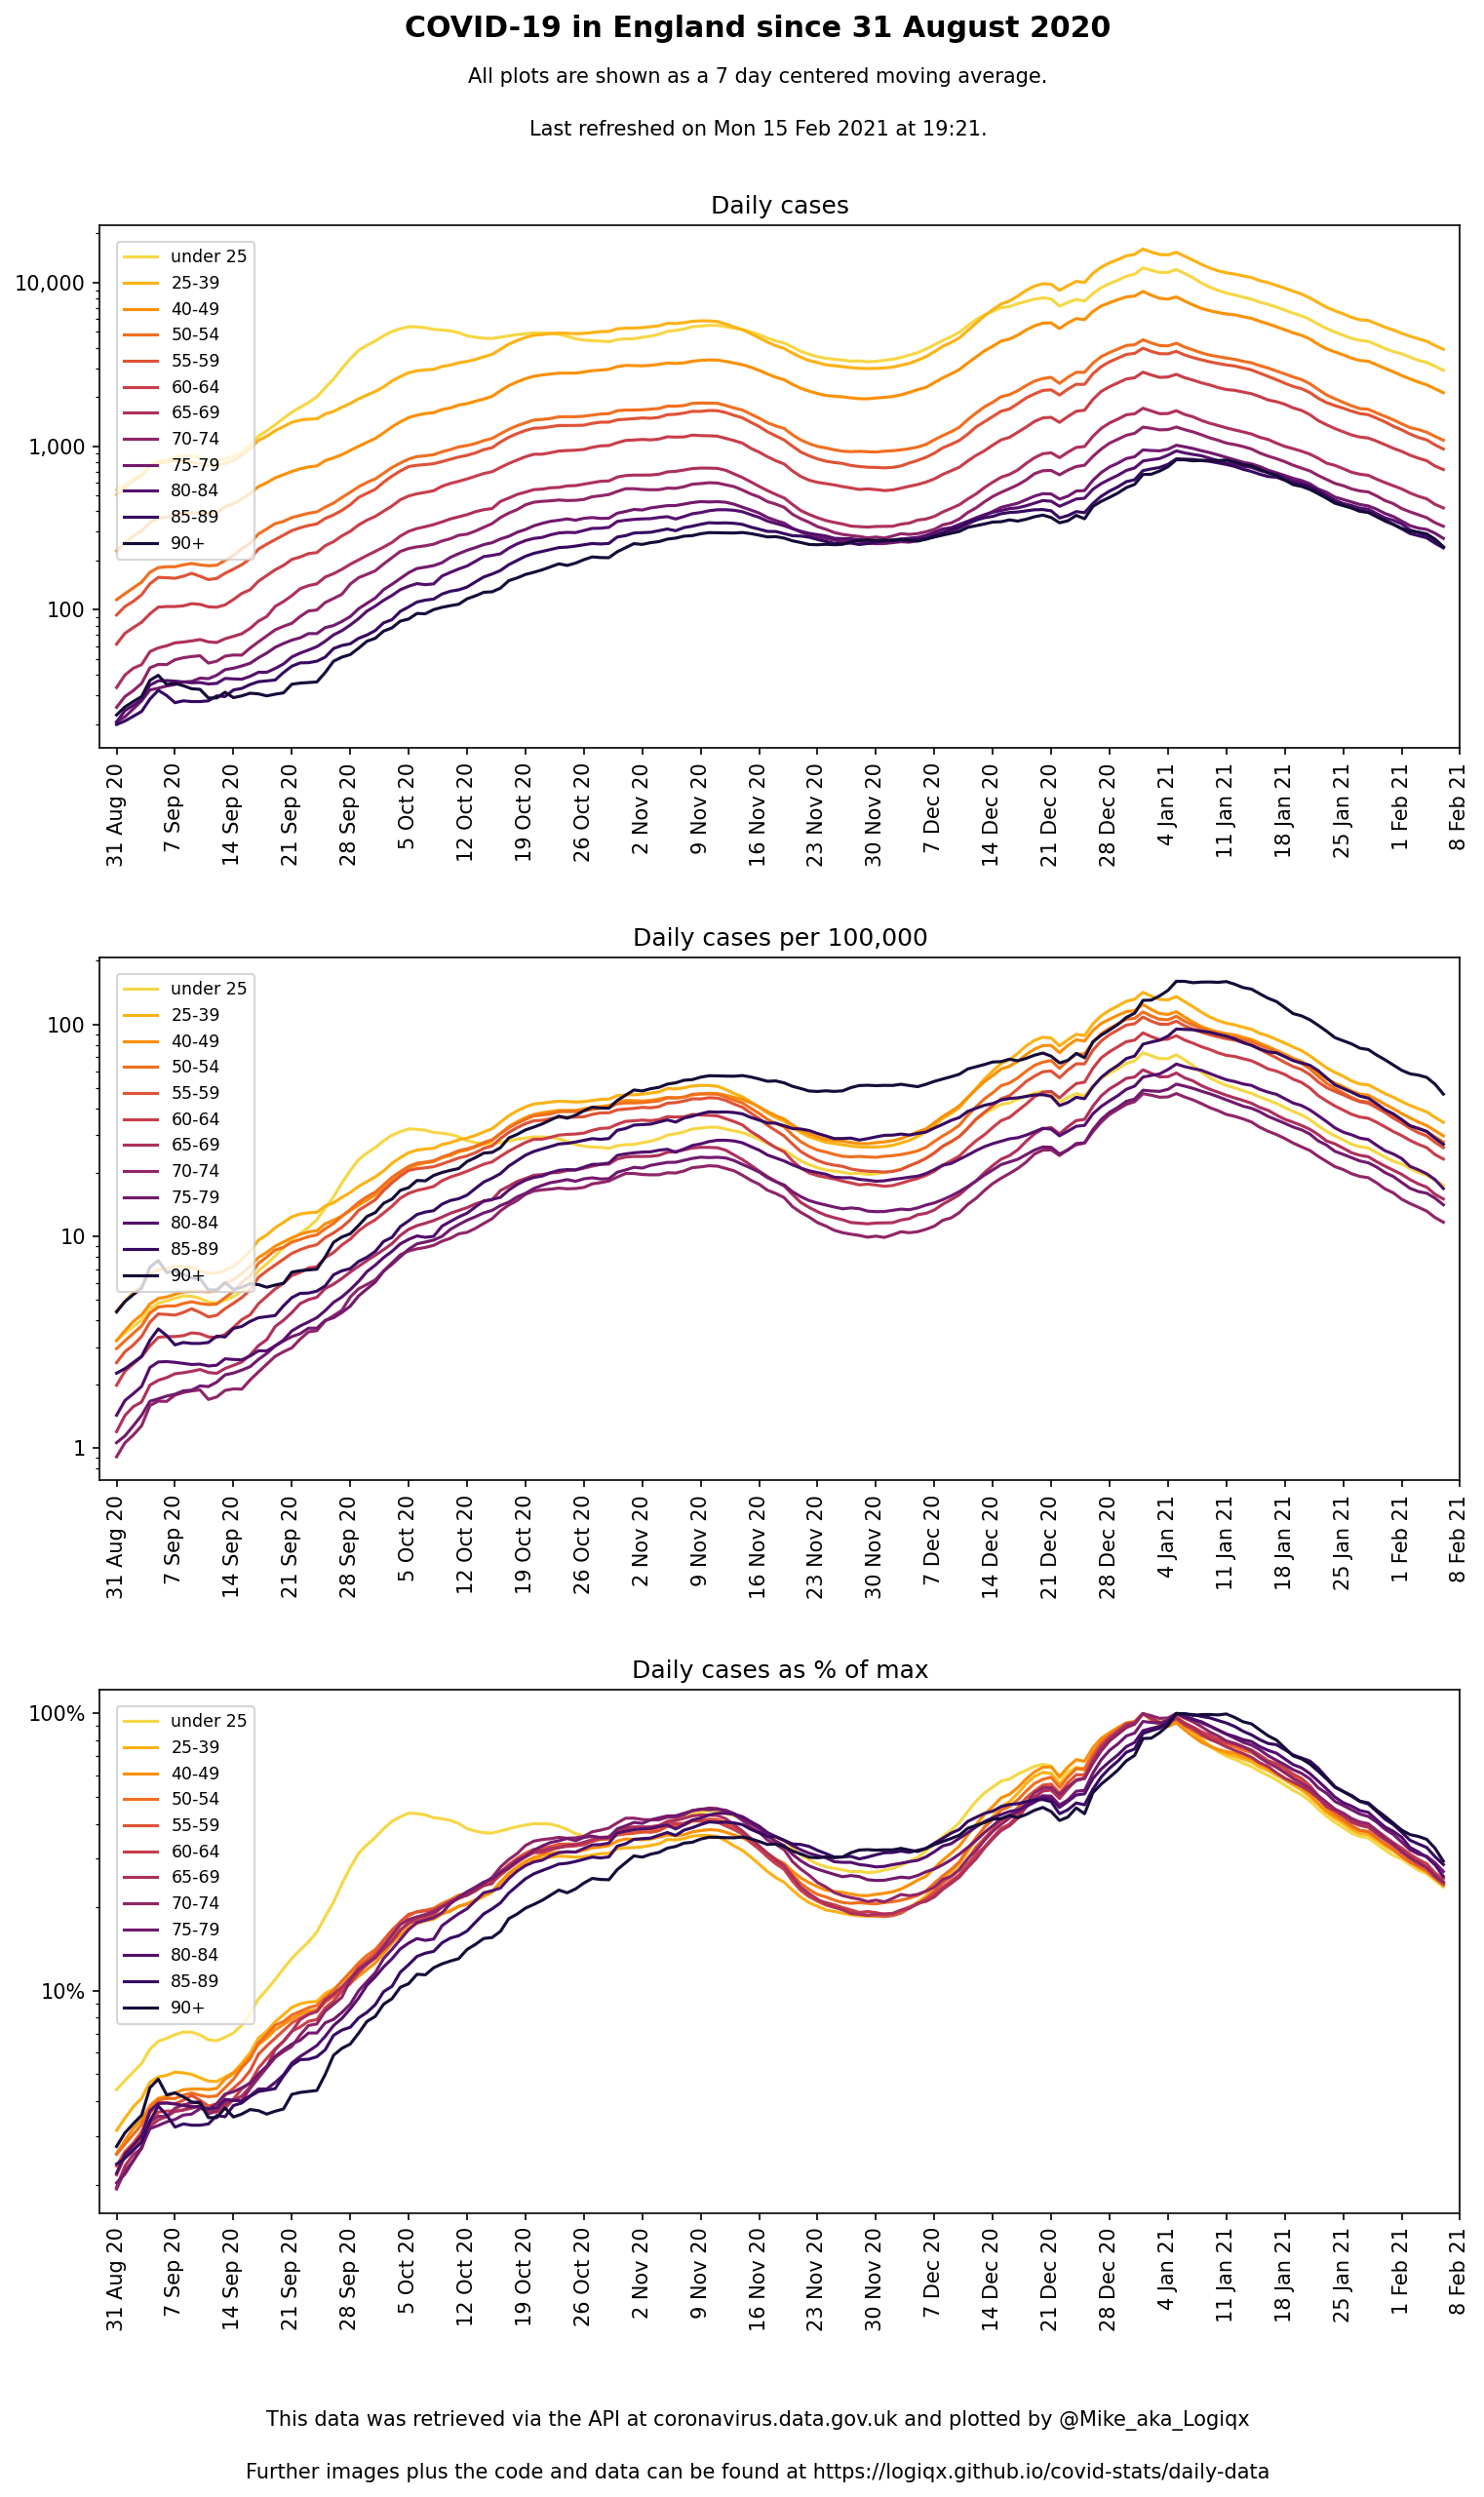 COVID-19 in England since 31 August 2020
All plots are shown as a 7 day centered moving average.
Last refreshed on Mon 15 Feb 2021 at 19:21.
Daily cases
10,000
1,000
100
under 25
25-39
40-49
50-54
55-59
60-64
65-69
70-74
75-79
80-84
85-89
90+
31 Aug 20
7 Sep 20
14 Sep 20
21 Sep 20
28 Sep 20
5 Oct 20
12 Oct 20
19 Oct 20
26 Oct 20
2 Nov 20
9 Nov 20
16 Nov 20
23 Nov 20
30 Nov 20
7 Dec 20
14 Dec 20
21 Dec 20
28 Dec 20
4 Jan 21
11 Jan 21
18 Jan 21
25 Jan 21
1 Feb 21
8 Feb 21
Daily cases per 100,000
100
10
1
under 25
25-39
40-49
50-54
55-59
60-64
65-69
70-74
75-79
80-84
85-89
90+
31 Aug 20
7 Sep 20
14 Sep 20
21 Sep 20
28 Sep 20
5 Oct 20
12 Oct 20
19 Oct 20
26 Oct 20
2 Nov 20
9 Nov 20
16 Nov 20
23 Nov 20
30 Nov 20
7 Dec 20
14 Dec 20
21 Dec 20
28 Dec 20
4 Jan 21
11 Jan 21
18 Jan 21
25 Jan 21
1 Feb 21
8 Feb 21
Daily cases as % of max
100%
10%
under 25
25-39
40-49
50-54
55-59
60-64
65-69
70-74
75-79
80-84
85-89
90+
31 Aug 20
7 Sep 20
14 Sep 20
21 Sep 20
28 Sep 20
5 Oct 20
12 Oct 20
19 Oct 20
26 Oct 20
2 Nov 20
9 Nov 20
16 Nov 20
23 Nov 20
30 Nov 20
7 Dec 20
14 Dec 20
21 Dec 20
28 Dec 20
4 Jan 21
11 Jan 21
18 Jan 21
25 Jan 21
1 Feb 21
8 Feb 21
This data was retrieved via the API at coronavirus.data.gov.uk and plotted by @Mike_aka_Logiqx
Further images plus the code and data can be found at https://logiqx.github.io/covid-stats/daily-data